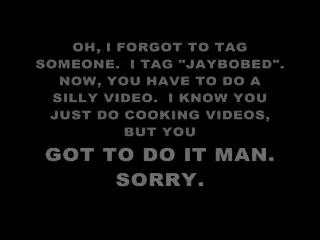 OH, I FORGOT TO TAG
SOMEONE. I TAG "JAYBOBED".
NOW, YOU HAVE TO DO A
SILLY VIDEO. I KNOW YOU
JUST DO COOKING VIDEOS,
BUT YOU
GOT TO DO IT MAN.
SORRY.